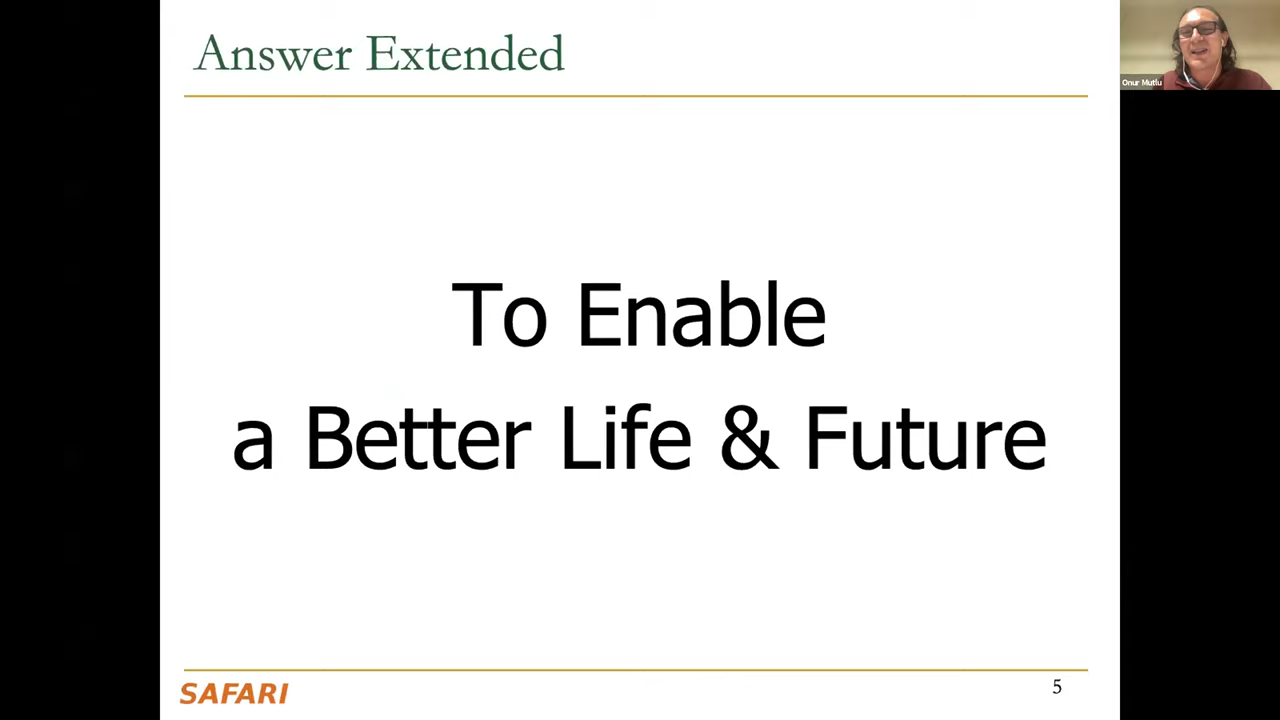 Answer Extended
Onur Mutlu
To Enable
a Better Life & Future
SAFARI
5